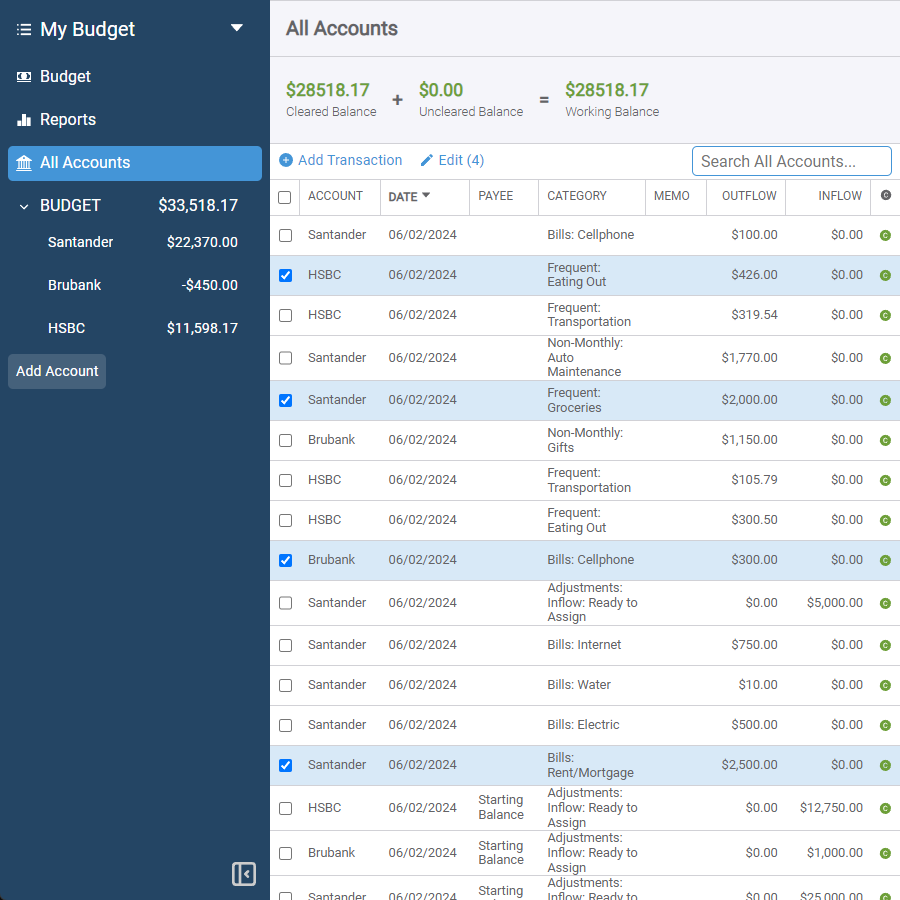 My Budget
Budget
Reports
All Accounts
BUDGET $33,518.17
Santander $22,370.00
Brubank -$450.00
HSBC $11,598.17
Add Account
All Accounts
$28518.17 + $0.00 = $28518.17
Cleared Balance Uncleared Balance Working Balance
Add Transaction Edit (4) Search All Accounts...
ACCOUNT DATE PAYEE CATEGORY MEMO OUTFLOW INFLOW C
Santander 06/02/2024 Bills: Cellphone $100.00 $0.00 C
HSBC 06/02/2024 Frequent:
Eating Out $426.00 $0.00 C
HSBC 06/02/2024 Frequent:
Transportation $319.54 $0.00 C
Santander 06/02/2024 Non-Monthly:
Auto
Maintenance $1,770.00 $0.00 C
Santander 06/02/2024 Frequent:
Groceries $2,000.00 $0.00 C
Brubank 06/02/2024 Non-Monthly:
Gifts $1,150.00 $0.00 C
HSBC 06/02/2024 Frequent:
Transportation $105.79 $0.00 C
HSBC 06/02/2024 Frequent:
Eating Out $300.50 $0.00 C
Brubank 06/02/2024 Bills: Cellphone $300.00 $0.00 C
Santander 06/02/2024 Adjustments:
Inflow: Ready to
Assign $0.00 $5,000.00 C
Santander 06/02/2024 Bills: Internet $750.00 $0.00 C
Santander 06/02/2024 Bills: Water $10.00 $0.00 C
Santander 06/02/2024 Bills: Electric $500.00 $0.00 C
Santander 06/02/2024 Bills:
Rent/Mortgage $2,500.00 $0.00 C
HSBC 06/02/2024 Starting
Balance Adjustments:
Inflow: Ready to
Assign $0.00 $12,750.00 C
Brubank 06/02/2024 Starting
Balance Adjustments:
Inflow: Ready to
Assign $0.00 $1,000.00 C
Santander 06/02/2024 Starting Adjustments:
Inflow: Ready to $0.00 $25,000.00 C